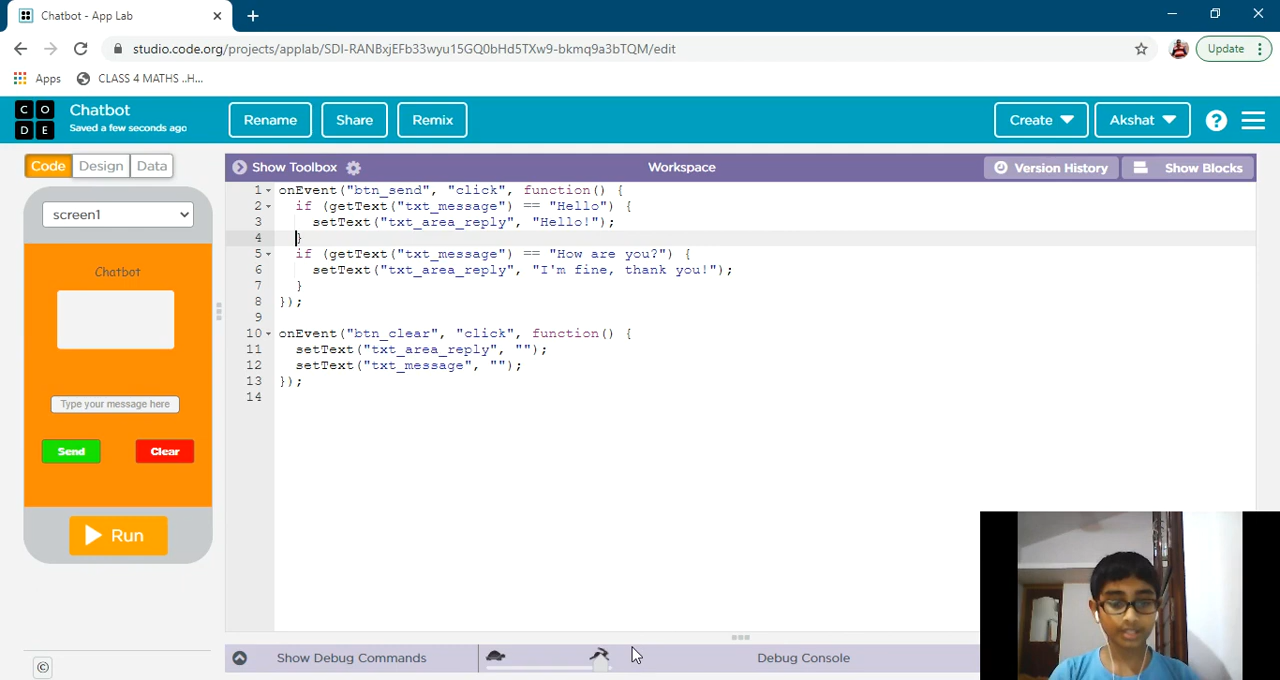 Chatbot - App Lab
studio.code.org/projects/applab/SDI-RANBxjEFb33wyu15GQ0bHd5TXw9-bkmq9a3bTQM/edit
Update
Apps
CLASS 4 MATHS ..H...
C O
D E
Chatbot
Saved a few seconds ago
Rename
Share
Remix
Create
Akshat
?
Code
Design
Data
Show Toolbox
Workspace
Version History
Show Blocks
screen1
Chatbot
Type your message here
Send
Clear
Run
1 onEvent("btn_send", "click", function() {
2 if (getText("txt_message") == "Hello") {
3 setText("txt_area_reply", "Hello!");
4 }
5 if (getText("txt_message") == "How are you?") {
6 setText("txt_area_reply", "I'm fine, thank you!");
7 }
8 });
9
10 onEvent("btn_clear", "click", function() {
11 setText("txt_area_reply", "");
12 setText("txt_message", "");
13 });
14
©
Show Debug Commands
Debug Console